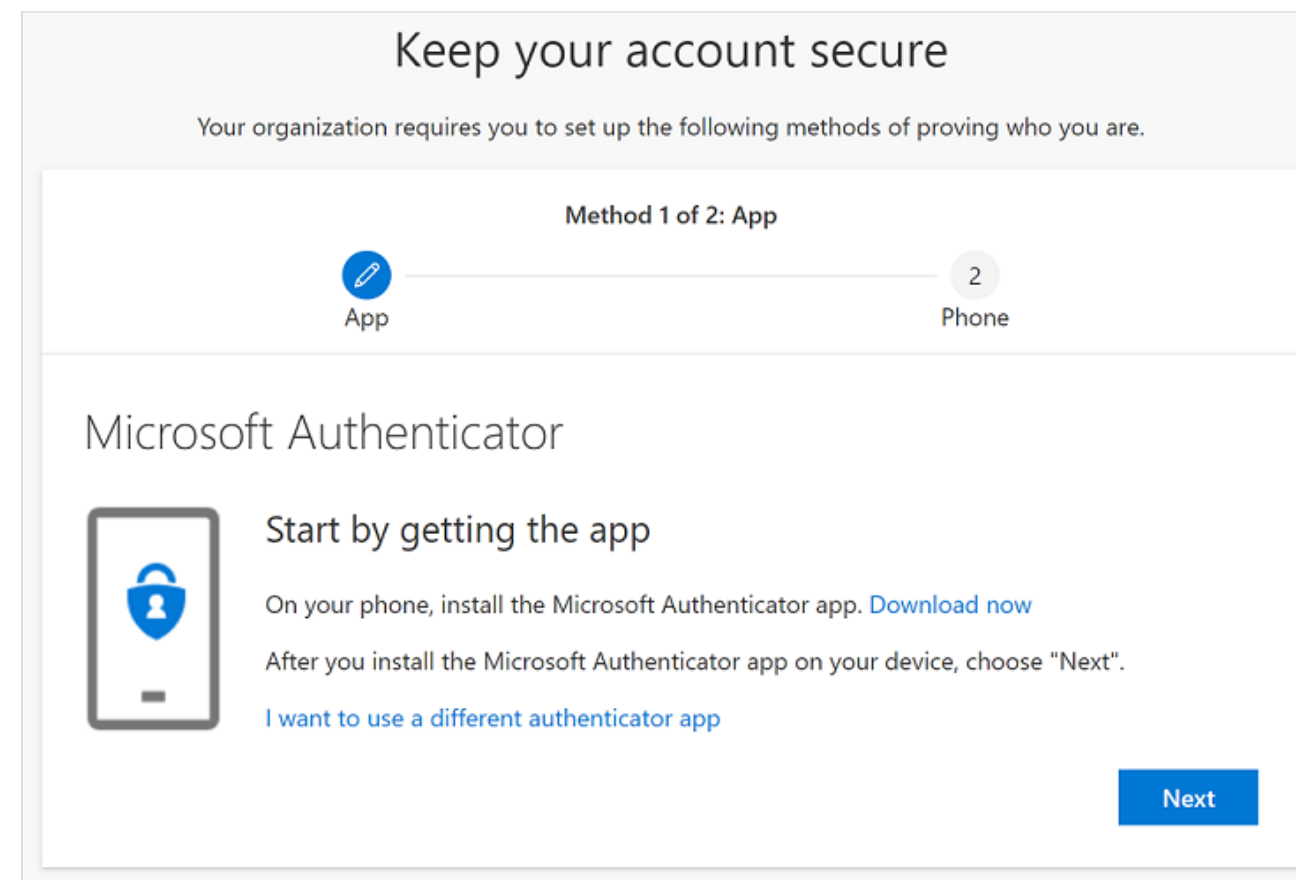 Keep your account secure
Your organization requires you to set up the following methods of proving who you are.
Method 1 of 2: App
2
App
Phone
Microsoft Authenticator
Start by getting the app
On your phone, install the Microsoft Authenticator app. Download now
After you install the Microsoft Authenticator app on your device, choose "Next".
I want to use a different authenticator app
Next